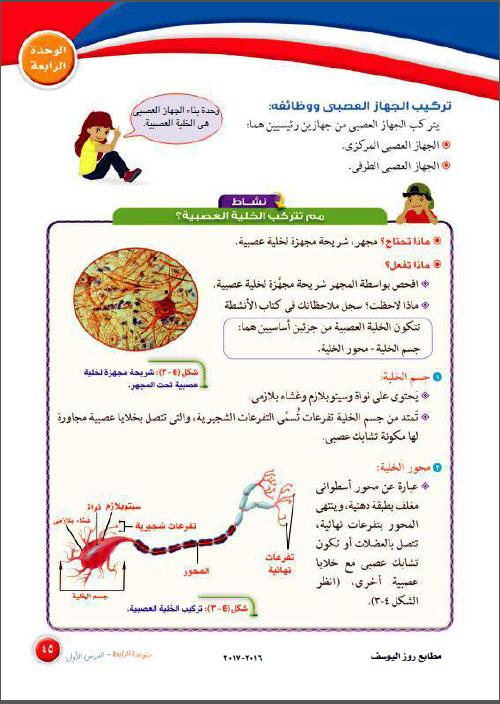 الوحدة
الرابعة
تركيب الجهاز العصبى ووظائفه:
يتركب الجهاز العصبى من جهازين رئيسيين هما:
الجهاز العصبى المركزى.
الجهاز العصبى الطرفى.
وحدة بناء الجهاز العصبى
هى الخلية العصبية.
نشـاط
مم تتركب الخلية العصبية؟
ماذا تحتاج؟ مجهر، شريحة مجهزة لخلية عصبية.
ماذا تفعل؟
افحص بواسطة المجهر شريحة مجهَّزة لخلية عصبية.
ماذا لاحظت؟ سجل ملاحظاتك فى كتاب الأنشطة
تتكون الخلية العصبية من جزئين أساسيين هما:
جسم الخلية - محور الخلية.
شكل (٤-٣): شريحة مجهزة لخلية
عصبية تحت المجهر.
١ جسم الخلية:
يَحتوى على نواة وسيتوبلازم وغشاء بلازمى.
تَمتد من جسم الخلية تفرعات تُسمَّى التفرعات الشجيرية، والتى تتصل بخلايا عصبية مجاورة
لها مكونة تشابك عصبى.
٢ محور الخلية:
عبارة عن محور أسطوانى
مغلف بطبقة دهنية، وينتهى
المحور بتفرعات نهائية،
تتصل بالعضلات أو تكون
تشابك عصبى مع خلايا
عصبية أخرى، (انظر
الشكل ٤-٣).
سيتوبلازم
نواة
غشاء بلازمى
تفرعات شجيرية
جسم الخلية
المحور
تفرعات
نهائية
شكل (٤-٣): تركيب الخلية العصبية.
مطابع روز اليوسف
٢٠١٦-٢٠١٧
الرابعة - الدرس الأول
٤٥